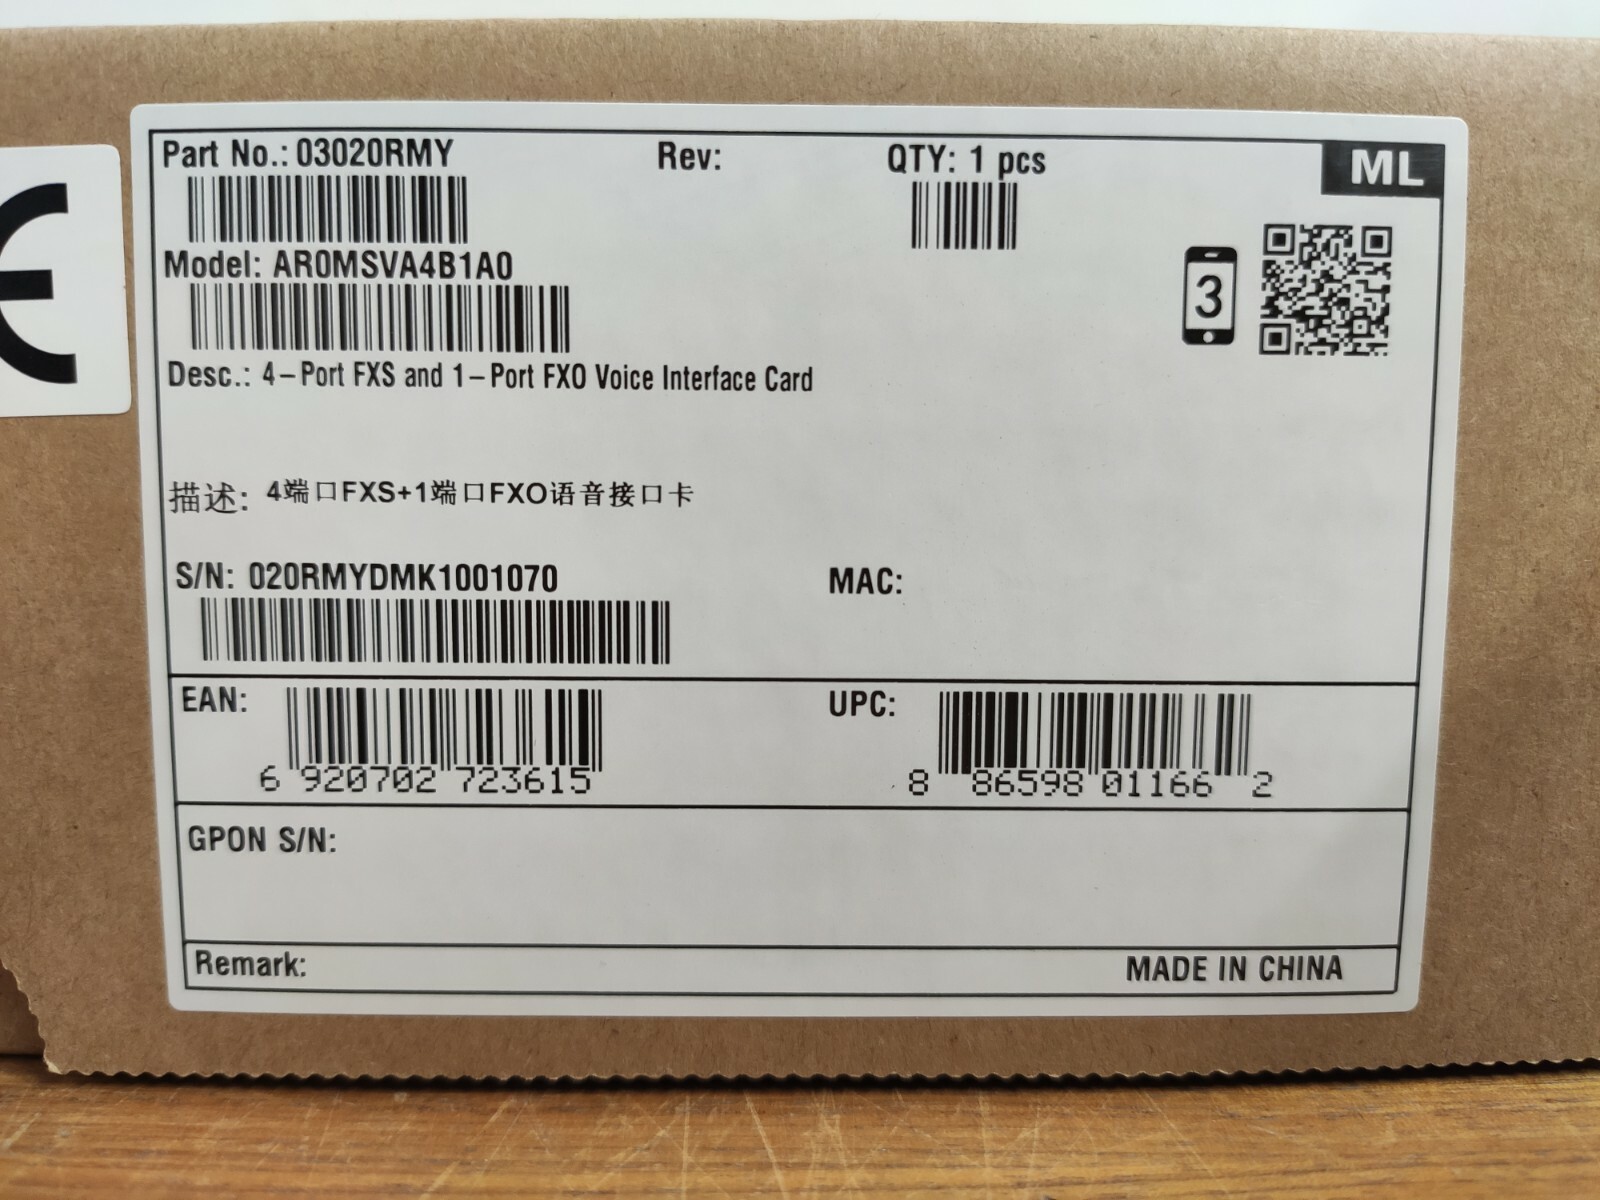 Part No.: 03020RMY Rev: QTY: 1 pcs ML
Model: AR0MSVA4B1A0
3
Desc.: 4-Port FXS and 1-Port FXO Voice Interface Card
描述: 4端口FXS+1端口FXO语音接口卡
S/N: 020RMYDMK1001070 MAC:
EAN: UPC:
6 920702 723615 8 86598 01166 2
GPON S/N:
Remark: MADE IN CHINA
CE